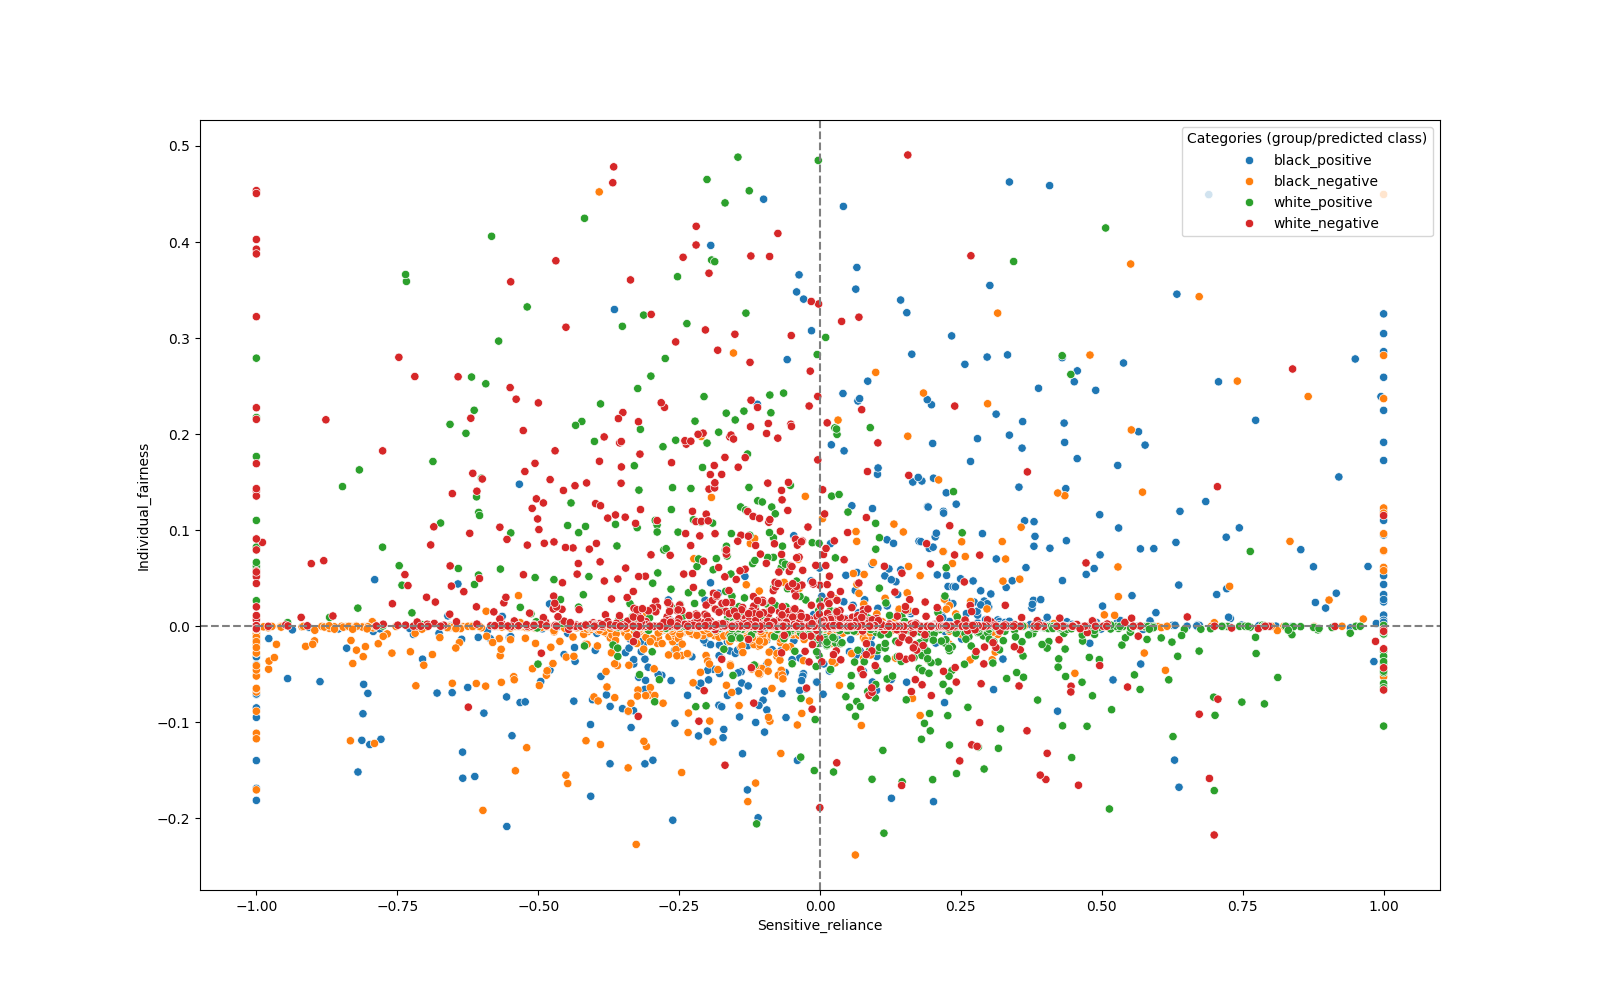 Categories (group/predicted class)
black_positive
black_negative
white_positive
white_negative
0.5
0.4
0.3
0.2
0.1
0.0
−0.1
−0.2
Individual_fairness
−1.00
−0.75
−0.50
−0.25
0.00
0.25
0.50
0.75
1.00
Sensitive_reliance